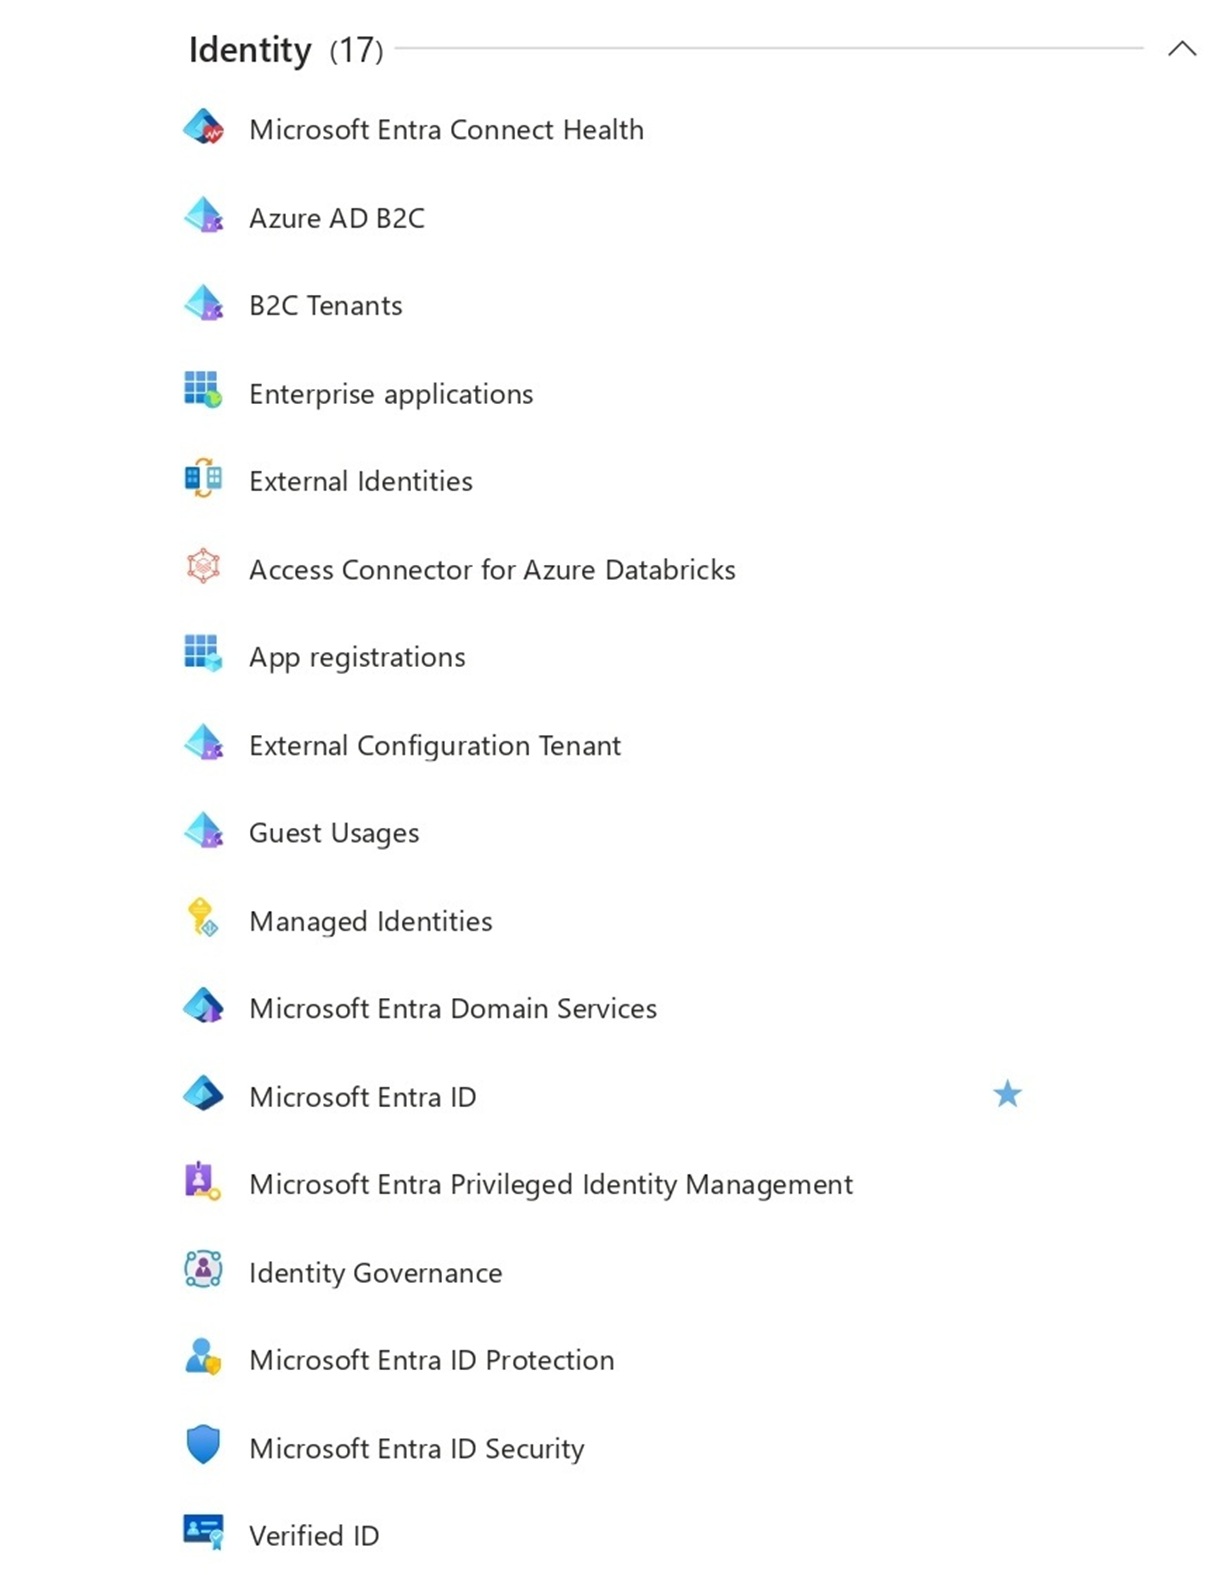 Identity (17)
Microsoft Entra Connect Health
Azure AD B2C
B2C Tenants
Enterprise applications
External Identities
Access Connector for Azure Databricks
App registrations
External Configuration Tenant
Guest Usages
Managed Identities
Microsoft Entra Domain Services
Microsoft Entra ID
Microsoft Entra Privileged Identity Management
Identity Governance
Microsoft Entra ID Protection
Microsoft Entra ID Security
Verified ID